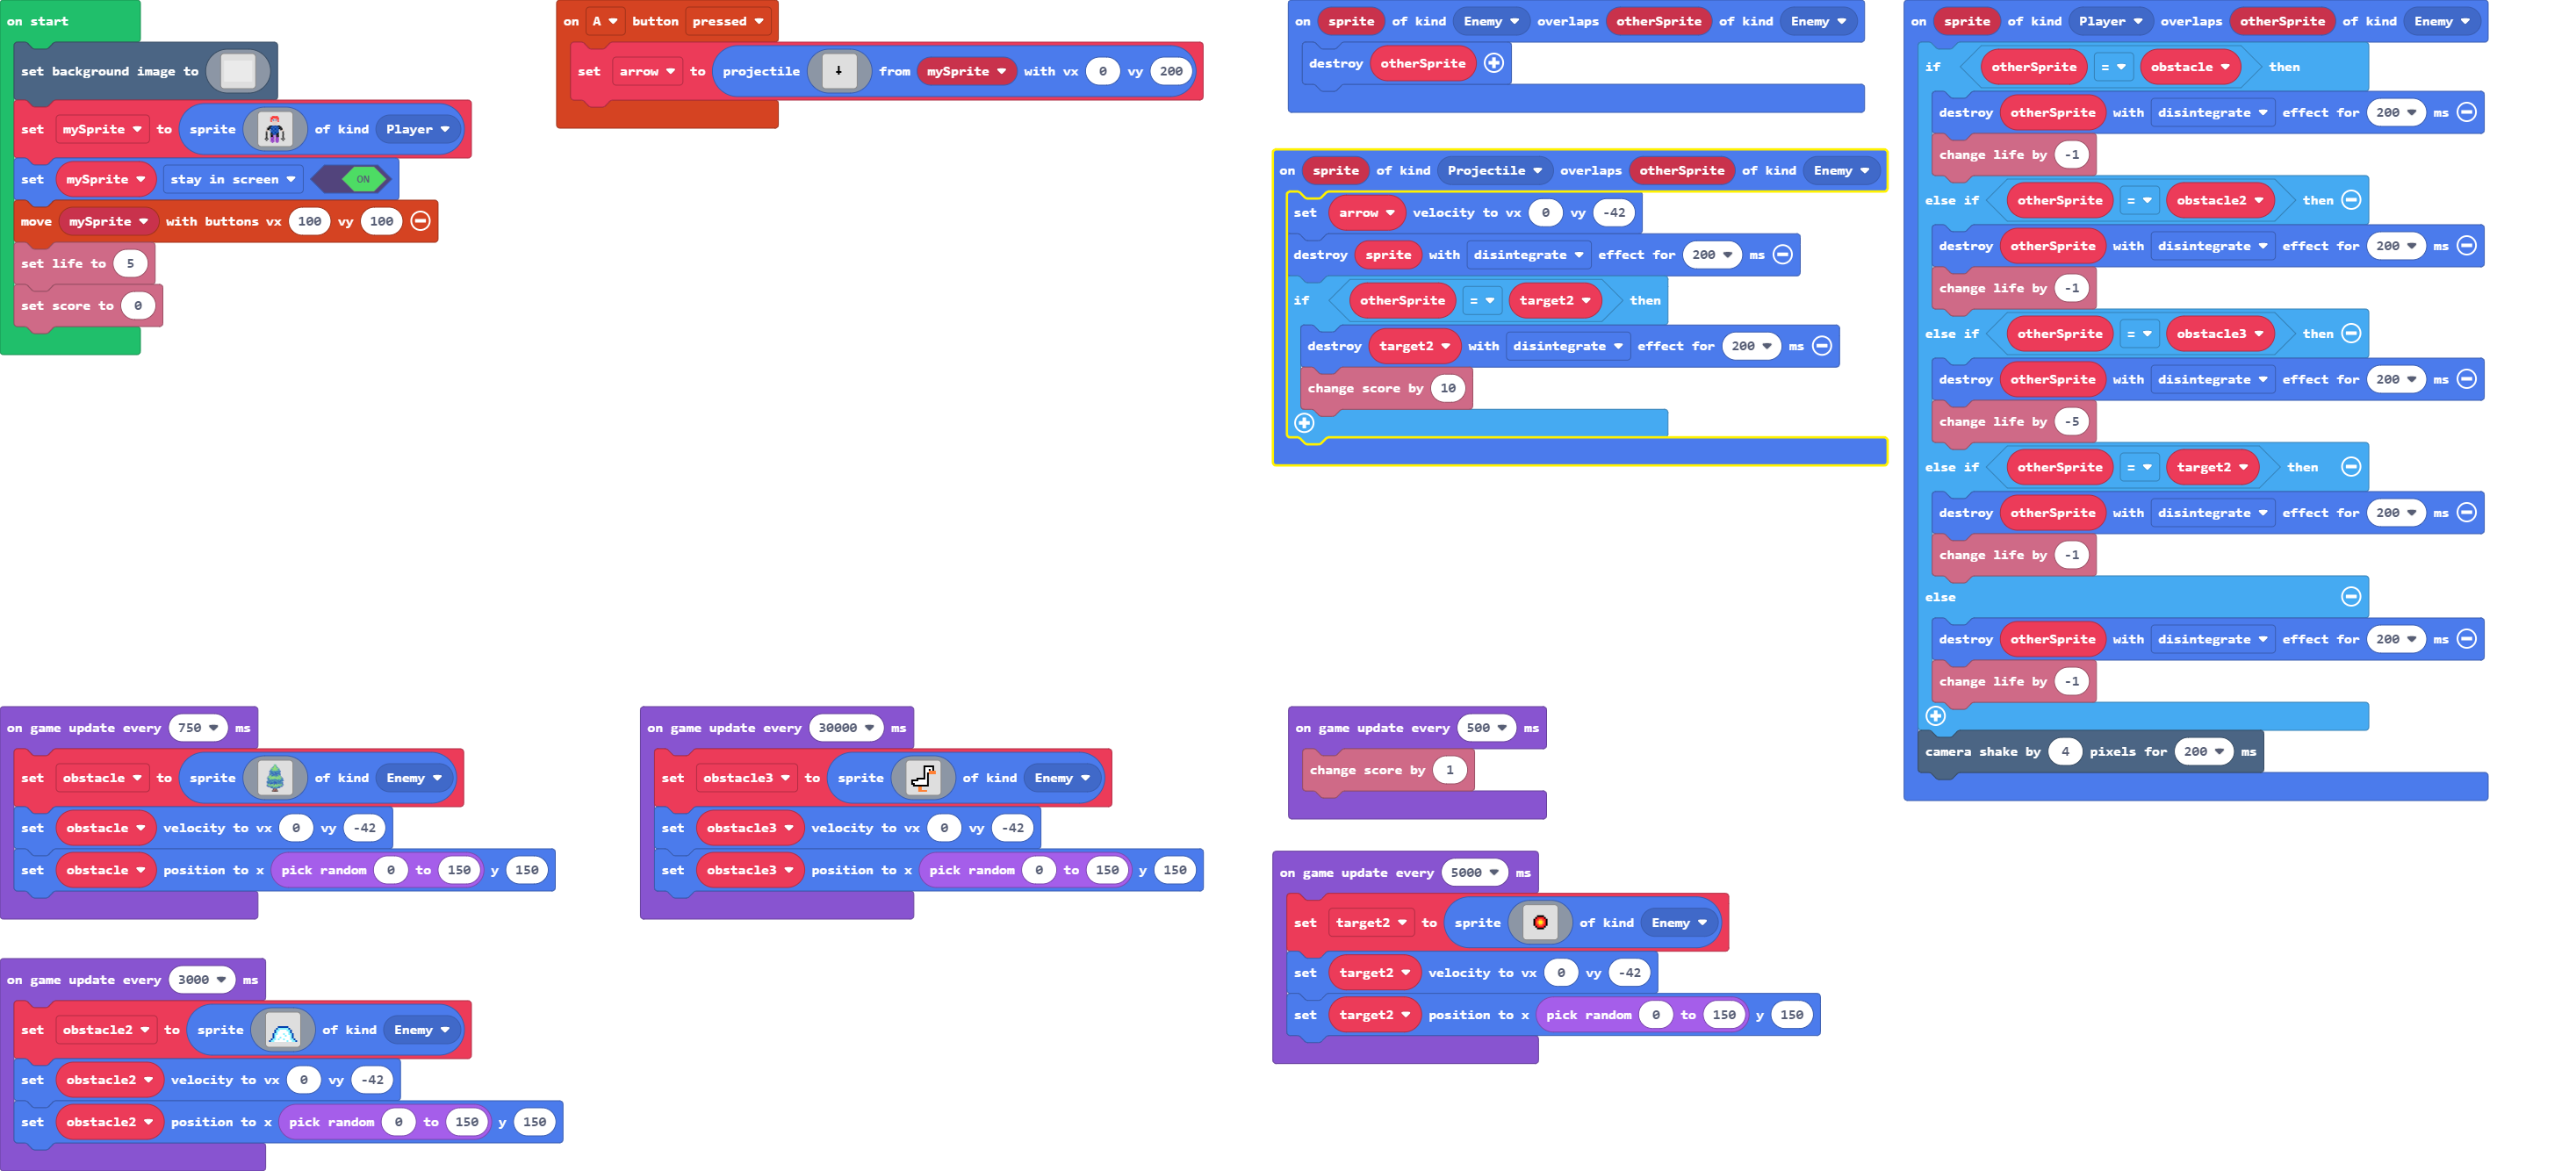 on start
set background image to
set mySprite to sprite of kind Player
set mySprite stay in screen ON
move mySprite with buttons vx 100 vy 100
set life to 5
set score to 0
on A button pressed
set arrow to projectile from mySprite with vx 0 vy 200
on sprite of kind Enemy overlaps otherSprite of kind Enemy
destroy otherSprite
on sprite of kind Projectile overlaps otherSprite of kind Enemy
set arrow velocity to vx 0 vy -42
destroy sprite with disintegrate effect for 200 ms
if otherSprite = target2 then
destroy target2 with disintegrate effect for 200 ms
change score by 10
on sprite of kind Player overlaps otherSprite of kind Enemy
if otherSprite = obstacle then
destroy otherSprite with disintegrate effect for 200 ms
change life by -1
else if otherSprite = obstacle2 then
destroy otherSprite with disintegrate effect for 200 ms
change life by -1
else if otherSprite = obstacle3 then
destroy otherSprite with disintegrate effect for 200 ms
change life by -5
else if otherSprite = target2 then
destroy otherSprite with disintegrate effect for 200 ms
change life by -1
else
destroy otherSprite with disintegrate effect for 200 ms
change life by -1
camera shake by 4 pixels for 200 ms
on game update every 750 ms
set obstacle to sprite of kind Enemy
set obstacle velocity to vx 0 vy -42
set obstacle position to x pick random 0 to 150 y 150
on game update every 30000 ms
set obstacle3 to sprite of kind Enemy
set obstacle3 velocity to vx 0 vy -42
set obstacle3 position to x pick random 0 to 150 y 150
on game update every 500 ms
change score by 1
on game update every 5000 ms
set target2 to sprite of kind Enemy
set target2 velocity to vx 0 vy -42
set target2 position to x pick random 0 to 150 y 150
on game update every 3000 ms
set obstacle2 to sprite of kind Enemy
set obstacle2 velocity to vx 0 vy -42
set obstacle2 position to x pick random 0 to 150 y 150